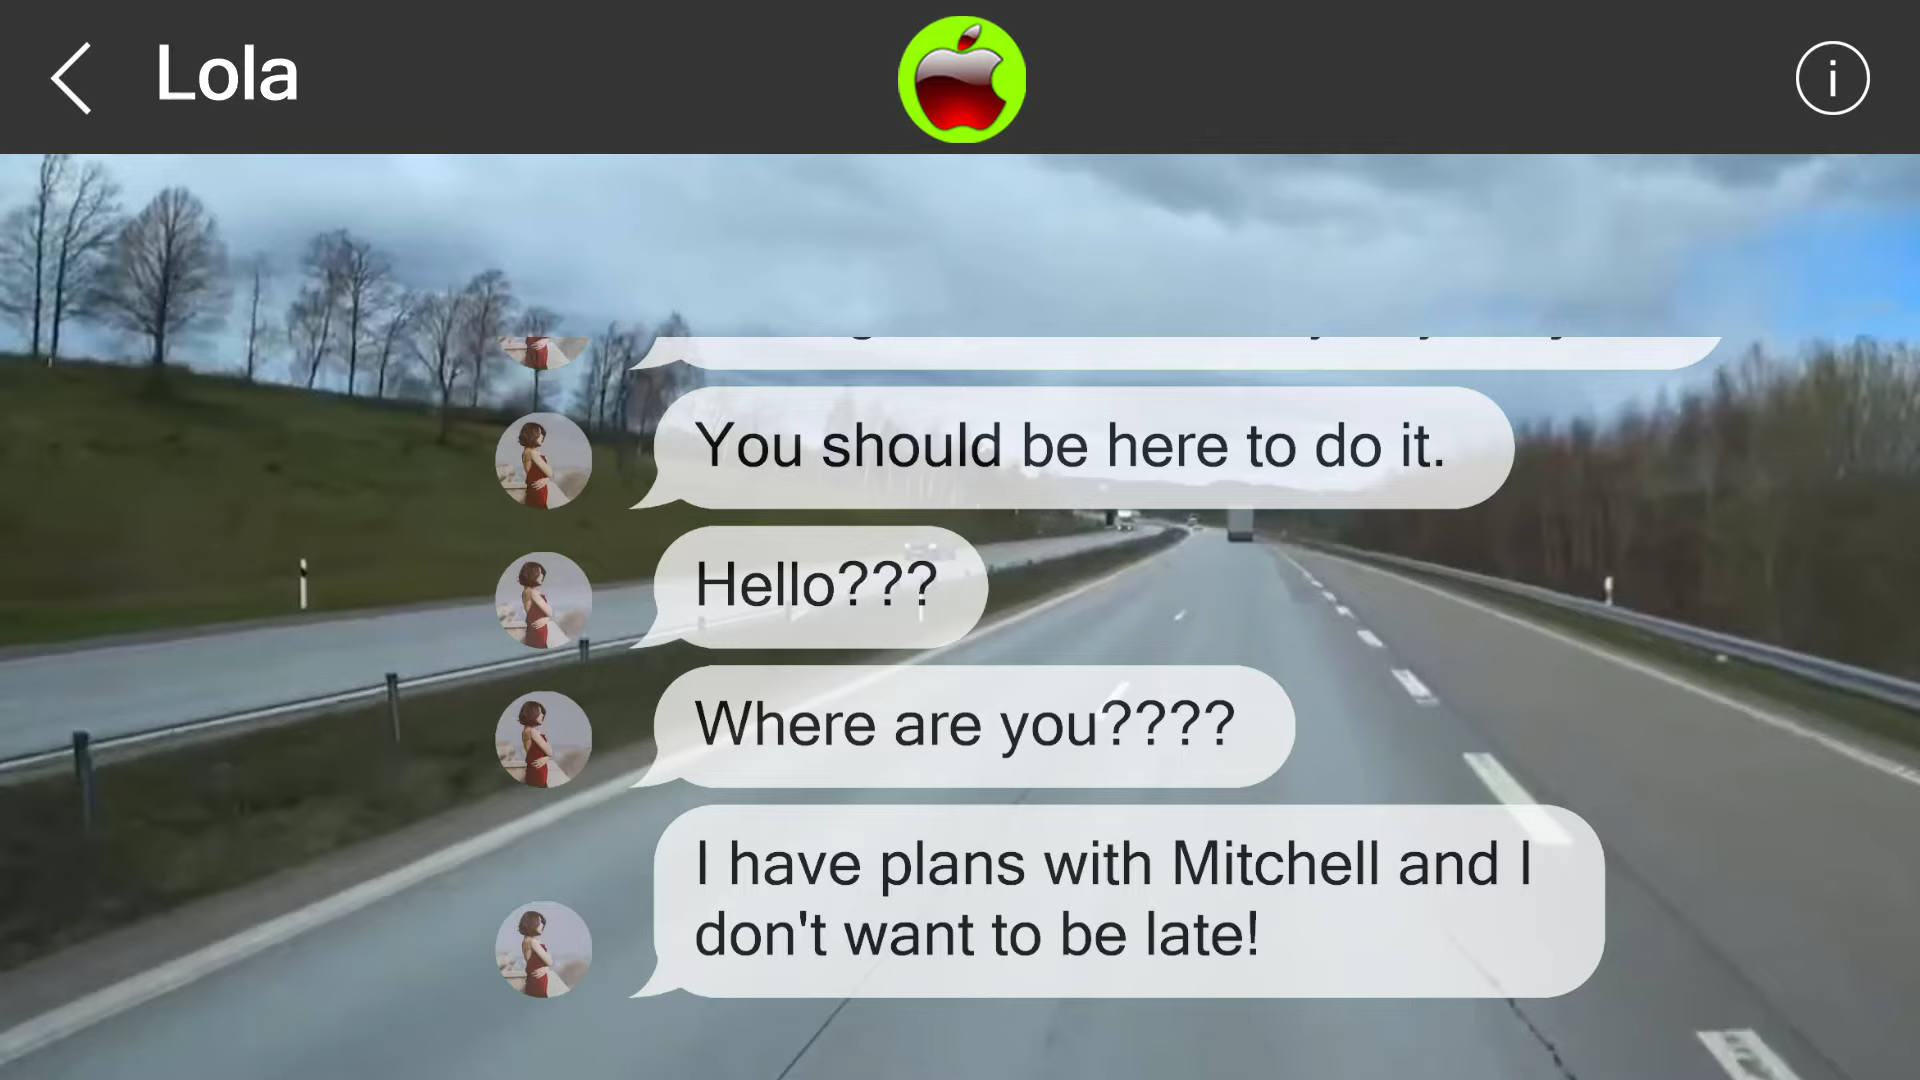 Lola
i
You should be here to do it.
Hello???
Where are you????
I have plans with Mitchell and I
don't want to be late!